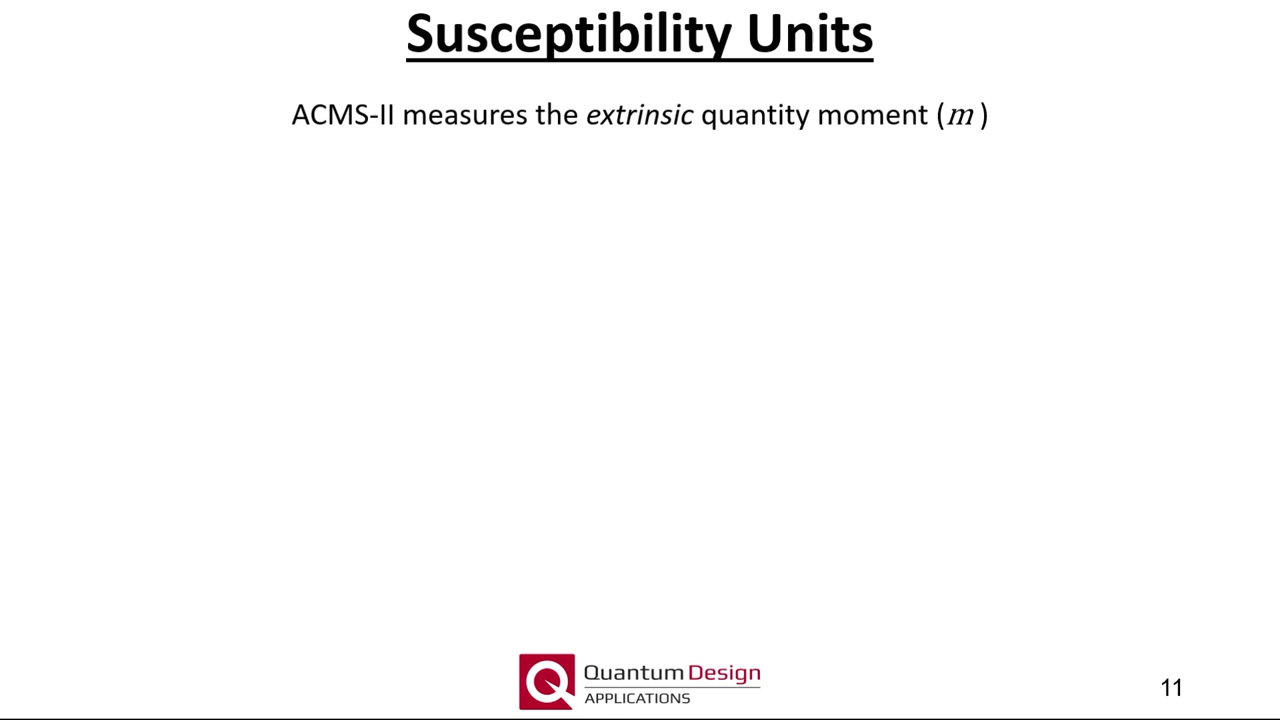 Susceptibility Units
ACMS-II measures the extrinsic quantity moment (m)
Quantum Design
APPLICATIONS
11